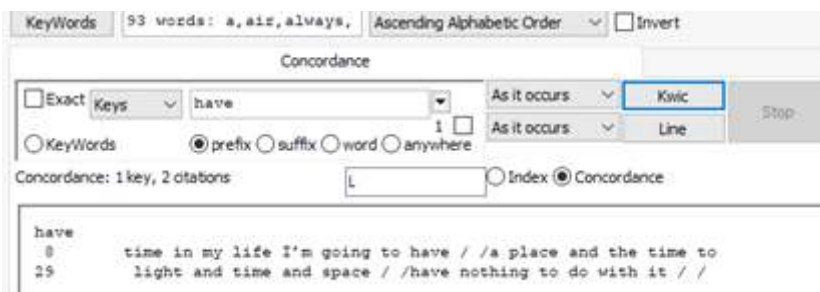 KeyWords 93 words: a,air,always, Ascending Alphabetic Order Invert
Concordance
Exact Keys have As it occurs Kwic
Stop
1 As it occurs Line
KeyWords prefix suffix word anywhere
Concordance: 1 key, 2 citations L Index Concordance
have
8 time in my life I'm going to have / /a place and the time to
29 light and time and space / /have nothing to do with it / /